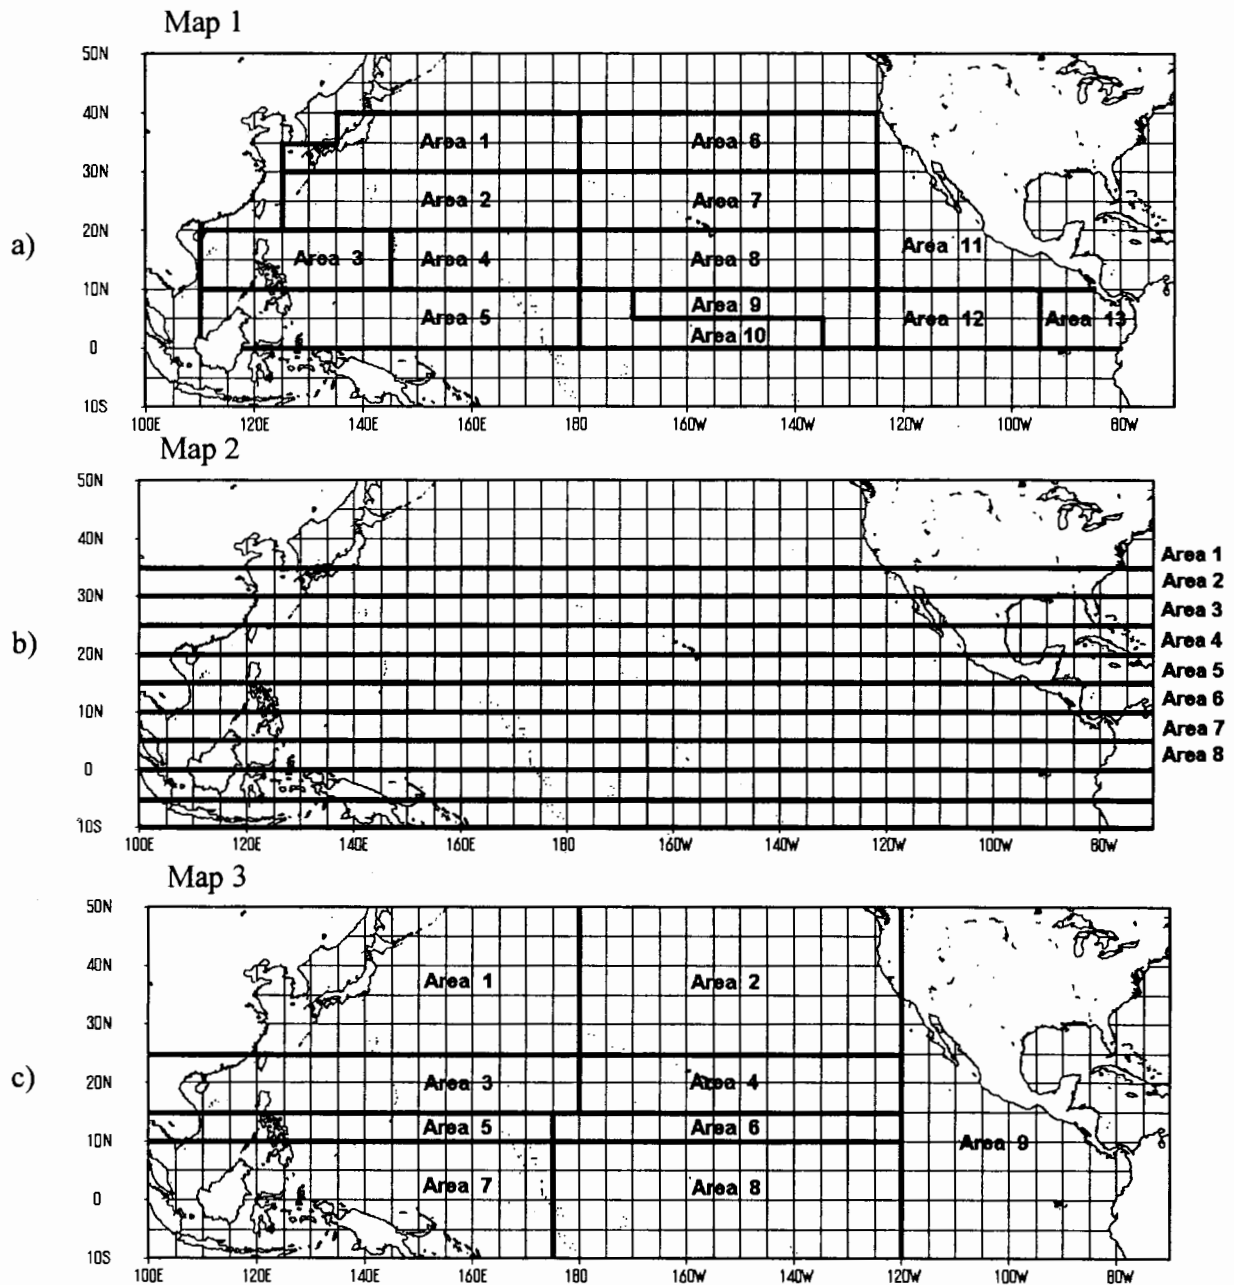 Map 1
50N
40N
Area 1 Area 6
30N
Area 2 Area 7
20N
a) Area 3 Area 4 Area 8 Area 11
10N
Area 9
Area 5 Area 12 Area 13
Area 10
0
10S
100E 120E 140E 160E 180 160W 140W 120W 100W 80W
Map 2
50N
40N
Area 1
Area 2
30N
Area 3
b) Area 4
20N
Area 5
Area 6
10N
Area 7
Area 8
0
10S
100E 120E 140E 160E 180 160W 140W 120W 100W 80W
Map 3
50N
40N
Area 1 Area 2
30N
c) 20N Area 3 Area 4
Area 5 Area 6
10N Area 9
Area 7 Area 8
0
10S
100E 120E 140E 160E 180 160W 140W 120W 100W 80W